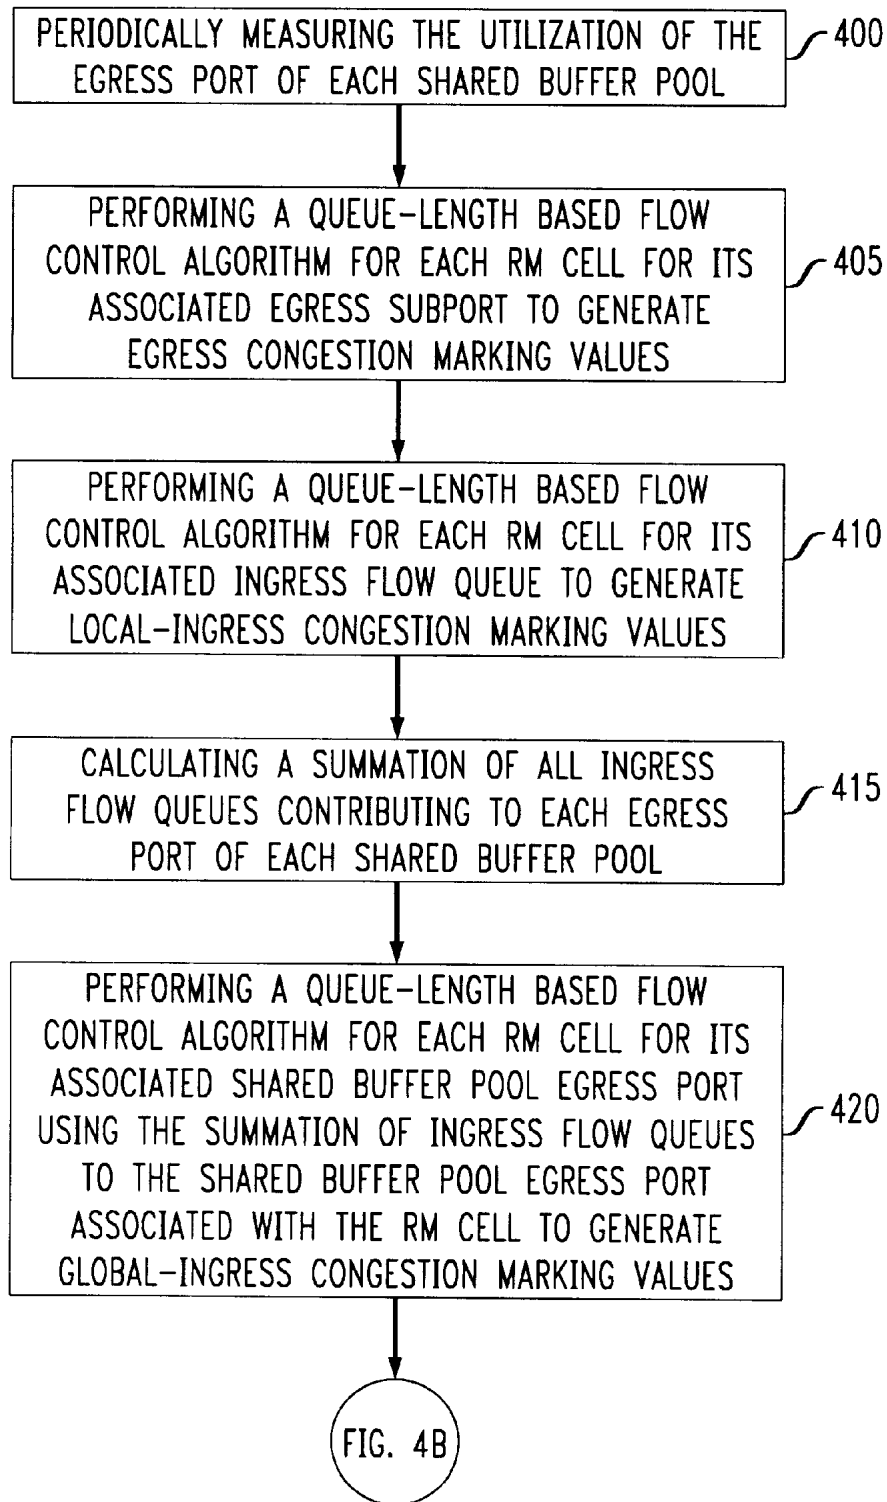 PERIODICALLY MEASURING THE UTILIZATION OF THE
EGRESS PORT OF EACH SHARED BUFFER POOL
400
PERFORMING A QUEUE-LENGTH BASED FLOW
CONTROL ALGORITHM FOR EACH RM CELL FOR ITS
ASSOCIATED EGRESS SUBPORT TO GENERATE
EGRESS CONGESTION MARKING VALUES
405
PERFORMING A QUEUE-LENGTH BASED FLOW
CONTROL ALGORITHM FOR EACH RM CELL FOR ITS
ASSOCIATED INGRESS FLOW QUEUE TO GENERATE
LOCAL-INGRESS CONGESTION MARKING VALUES
410
CALCULATING A SUMMATION OF ALL INGRESS
FLOW QUEUES CONTRIBUTING TO EACH EGRESS
PORT OF EACH SHARED BUFFER POOL
415
PERFORMING A QUEUE-LENGTH BASED FLOW
CONTROL ALGORITHM FOR EACH RM CELL FOR ITS
ASSOCIATED SHARED BUFFER POOL EGRESS PORT
USING THE SUMMATION OF INGRESS FLOW QUEUES
TO THE SHARED BUFFER POOL EGRESS PORT
ASSOCIATED WITH THE RM CELL TO GENERATE
GLOBAL-INGRESS CONGESTION MARKING VALUES
420
FIG. 4B